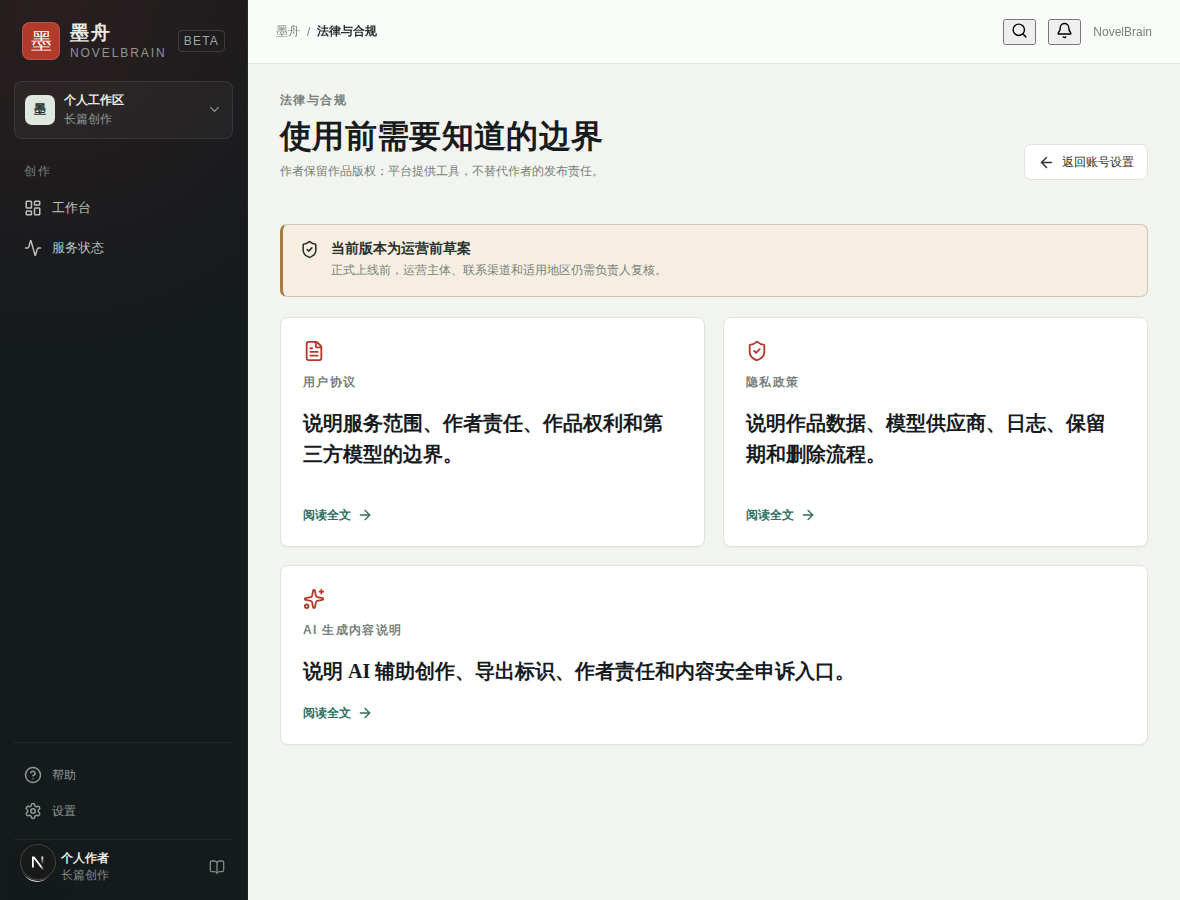 墨
墨舟
NOVELBRAIN
BETA
墨
个人工作区
长篇创作
创作
工作台
服务状态
帮助
设置
N
个人作者
长篇创作
墨舟 / 法律与合规
NovelBrain
法律与合规
使用前需要知道的边界
作者保留作品版权；平台提供工具，不替代作者的发布责任。
返回账号设置
当前版本为运营前草案
正式上线前，运营主体、联系渠道和适用地区仍需负责人复核。
用户协议
说明服务范围、作者责任、作品权利和第
三方模型的边界。
阅读全文
隐私政策
说明作品数据、模型供应商、日志、保留
期和删除流程。
阅读全文
AI 生成内容说明
说明 AI 辅助创作、导出标识、作者责任和内容安全申诉入口。
阅读全文